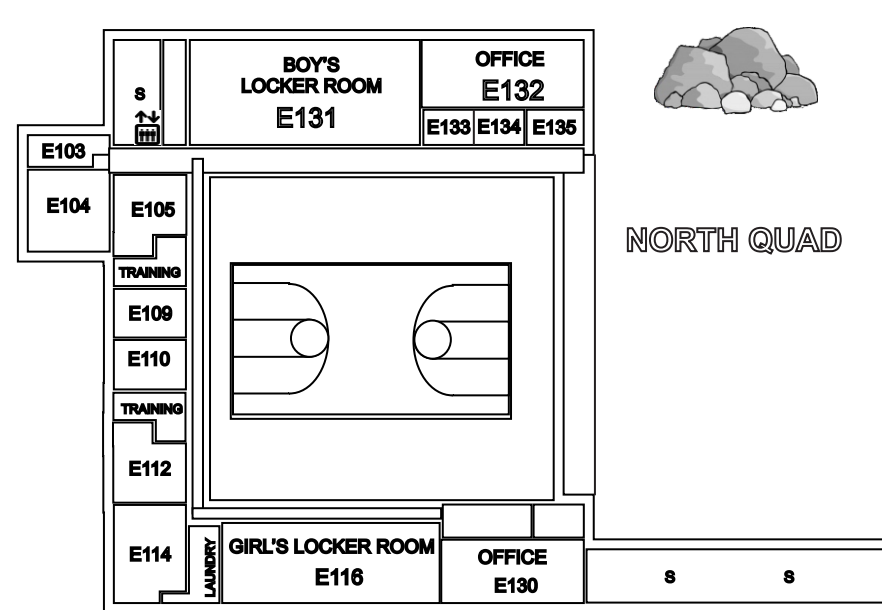 BOY'S
LOCKER ROOM
E131
OFFICE
E132
S
E133
E134
E135
E103
E104
E105
NORTH QUAD
TRAINING
E109
E110
TRAINING
E112
E114
LAUNDRY
GIRL'S LOCKER ROOM
E116
OFFICE
E130
S
S